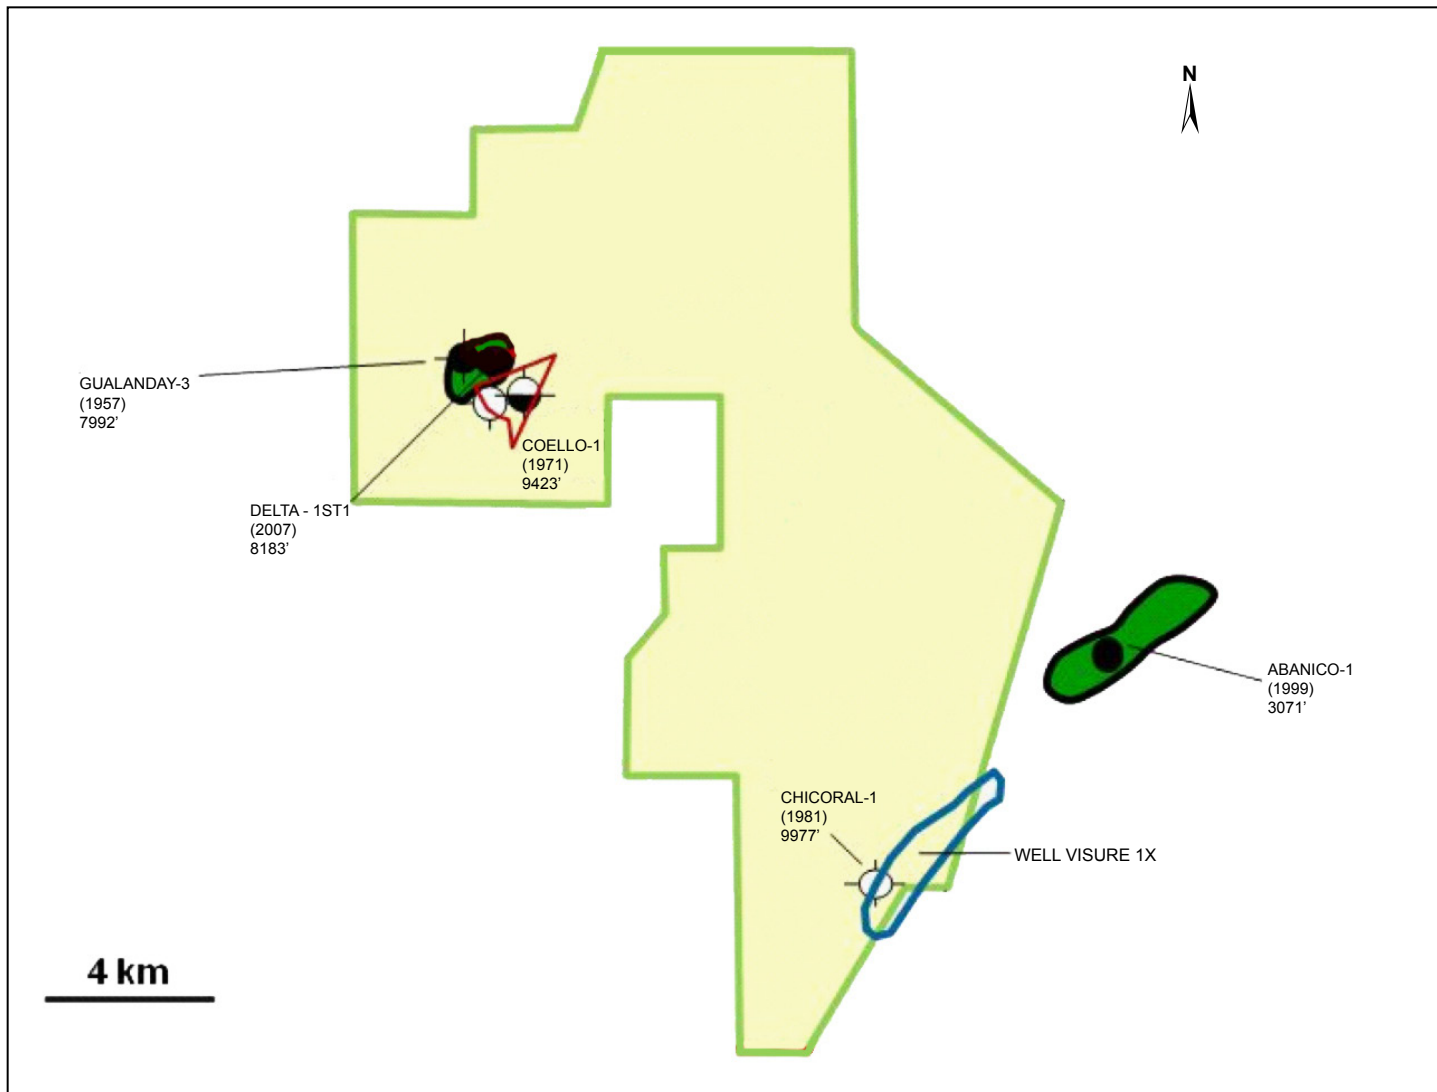 N
GUALANDAY-3
(1957)
7992’
COELLO-1
(1971)
9423’
DELTA - 1ST1
(2007)
8183’
ABANICO-1
(1999)
3071’
CHICORAL-1
(1981)
9977’
WELL VISURE 1X
4 km